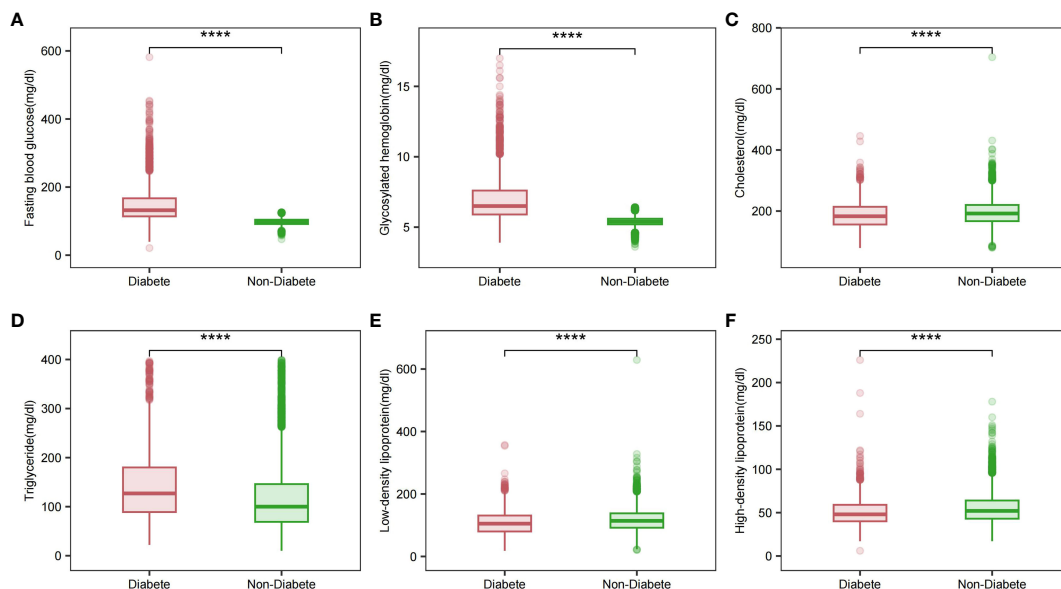 A
Fasting blood glucose(mg/dl)
600
400
200
0
****
Diabete
Non-Diabete
B
Glycosylated hemoglobin(mg/dl)
15
10
5
****
Diabete
Non-Diabete
C
Cholesterol(mg/dl)
800
600
400
200
****
Diabete
Non-Diabete
D
Triglyceride(mg/dl)
400
300
200
100
0
****
Diabete
Non-Diabete
E
Low-density lipoprotein(mg/dl)
600
400
200
0
****
Diabete
Non-Diabete
F
High-density lipoprotein(mg/dl)
250
200
150
100
50
0
****
Diabete
Non-Diabete